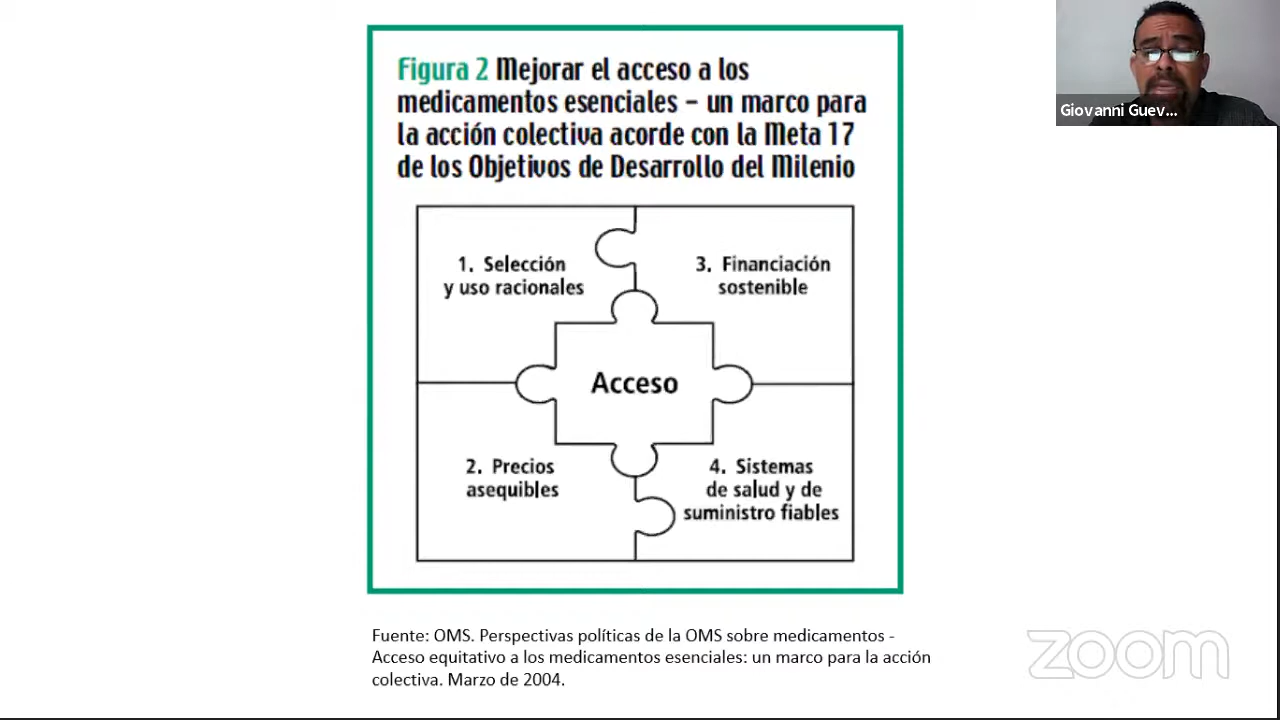 Figura 2 Mejorar el acceso a los
medicamentos esenciales – un marco para
la acción colectiva acorde con la Meta 17
de los Objetivos de Desarrollo del Milenio
1. Selección
y uso racionales
3. Financiación
sostenible
Acceso
2. Precios
asequibles
4. Sistemas
de salud y de
suministro fiables
Fuente: OMS. Perspectivas políticas de la OMS sobre medicamentos -
Acceso equitativo a los medicamentos esenciales: un marco para la acción
colectiva. Marzo de 2004.
Giovanni Guev...
zoom